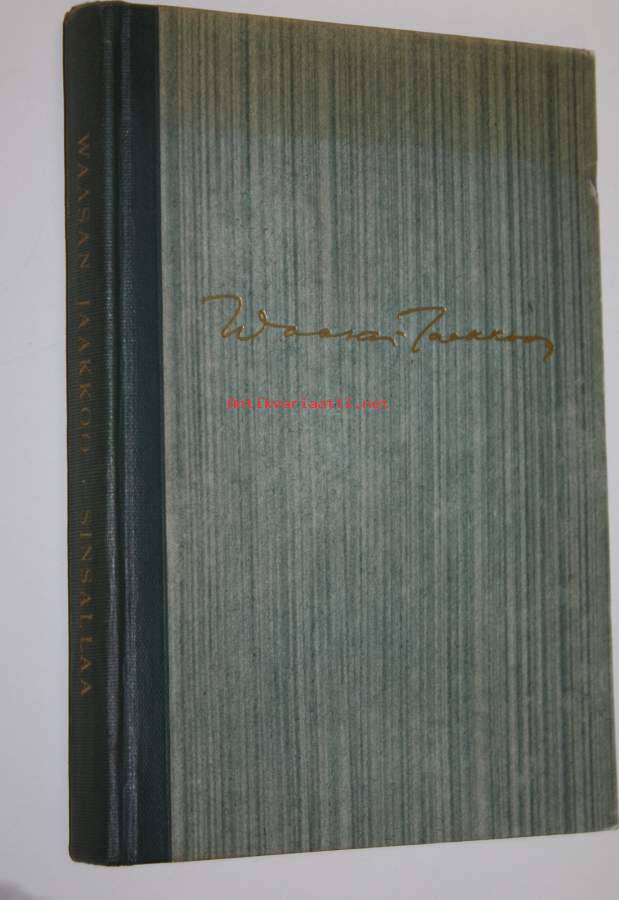 WAASAN JAAKKOO · SINSALLAA
Waasan Jaakkoo
Antikvariaatti.net